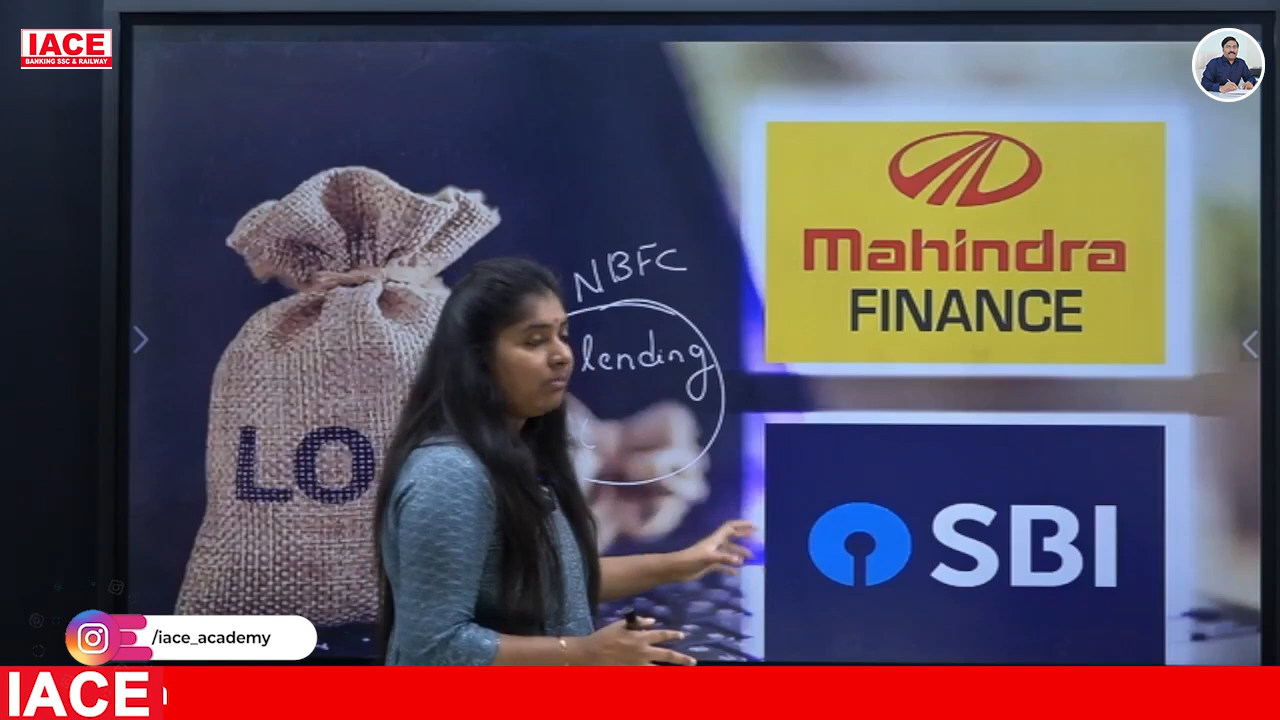 IACE
BANKING SSC & RAILWAY
NBFC
lending
Mahindra
FINANCE
LO
SBI
/iace_academy
IACE